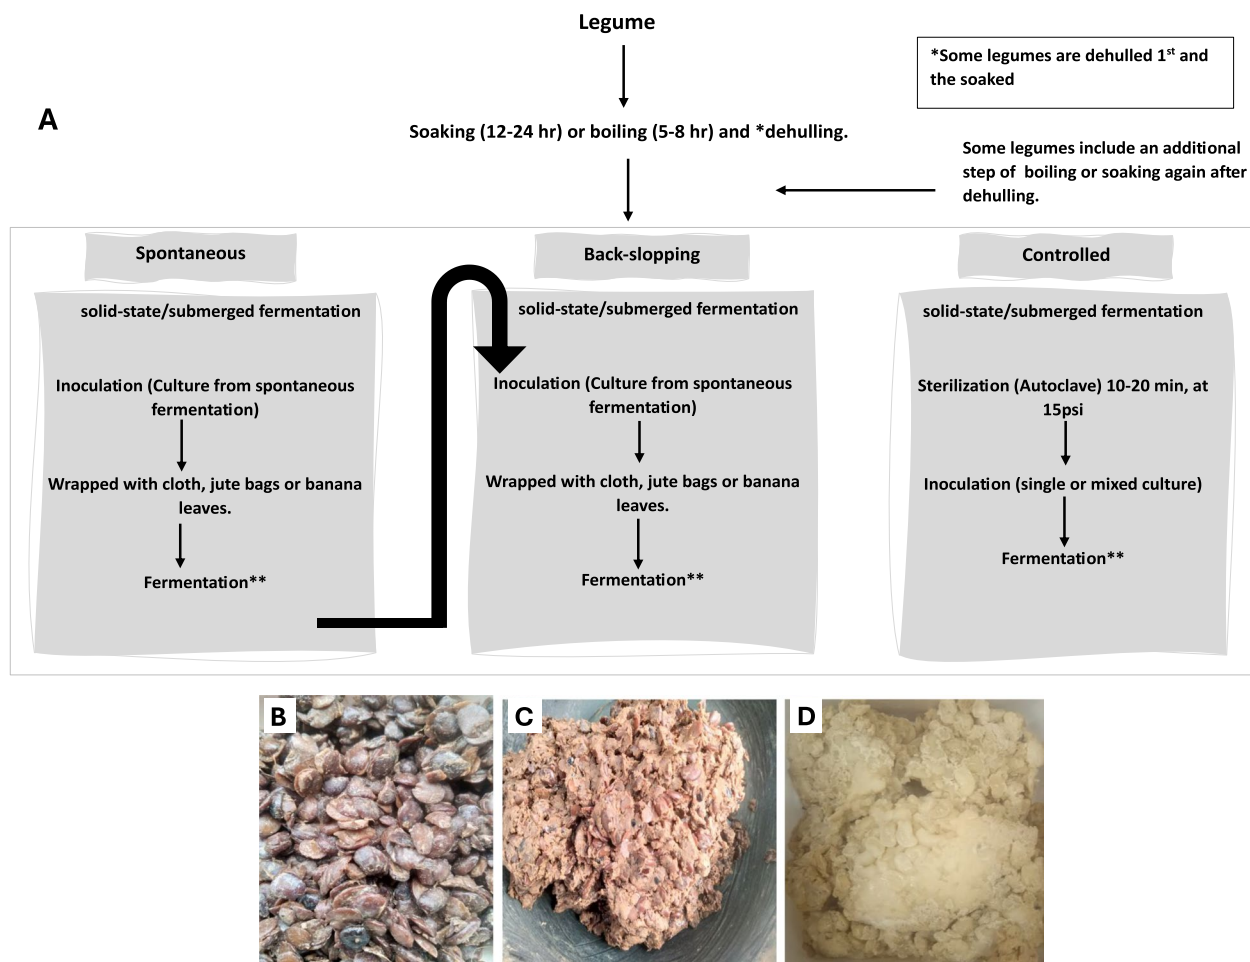 Legume
*Some legumes are dehulled 1st and
the soaked
A
Soaking (12-24 hr) or boiling (5-8 hr) and *dehulling.
Some legumes include an additional
step of boiling or soaking again after
dehulling.
Spontaneous
solid-state/submerged fermentation
Inoculation (Culture from spontaneous
fermentation)
Wrapped with cloth, jute bags or banana
leaves.
Fermentation**
Back-slopping
solid-state/submerged fermentation
Inoculation (Culture from spontaneous
fermentation)
Wrapped with cloth, jute bags or banana
leaves.
Fermentation**
Controlled
solid-state/submerged fermentation
Sterilization (Autoclave) 10-20 min, at
15psi
Inoculation (single or mixed culture)
Fermentation**
B
C
D